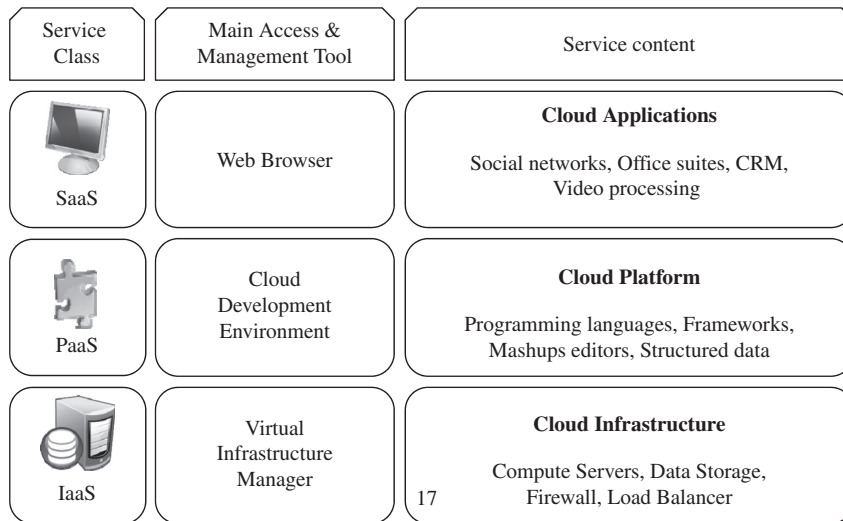 Service
Class
Main Access &
Management Tool
Service content
SaaS
Web Browser
Cloud Applications
Social networks, Office suites, CRM,
Video processing
PaaS
Cloud
Development
Environment
Cloud Platform
Programming languages, Frameworks,
Mashups editors, Structured data
IaaS
Virtual
Infrastructure
Manager
Cloud Infrastructure
Compute Servers, Data Storage,
Firewall, Load Balancer
17